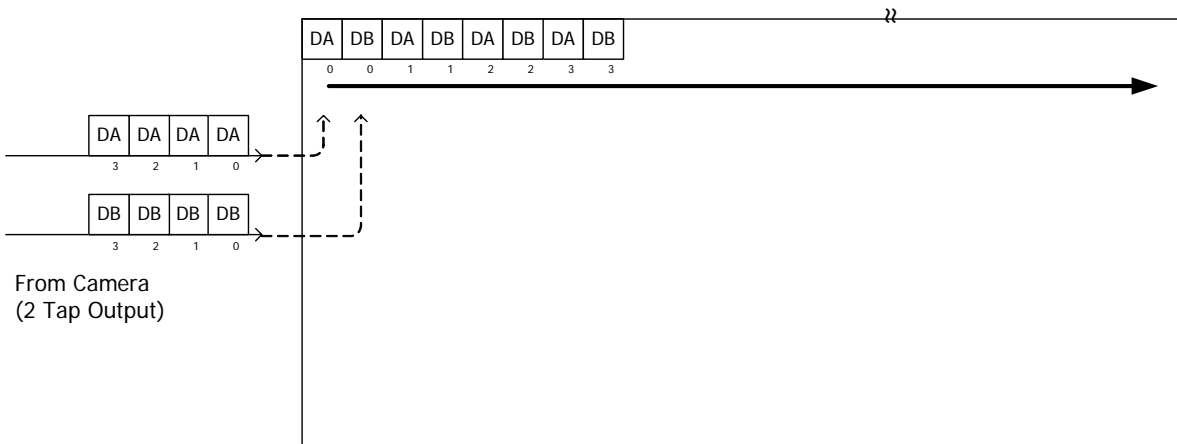 DA DB DA DB DA DB DA DB
0 0 1 1 2 2 3 3
DA DA DA DA
3 2 1 0
DB DB DB DB
3 2 1 0
From Camera
(2 Tap Output)